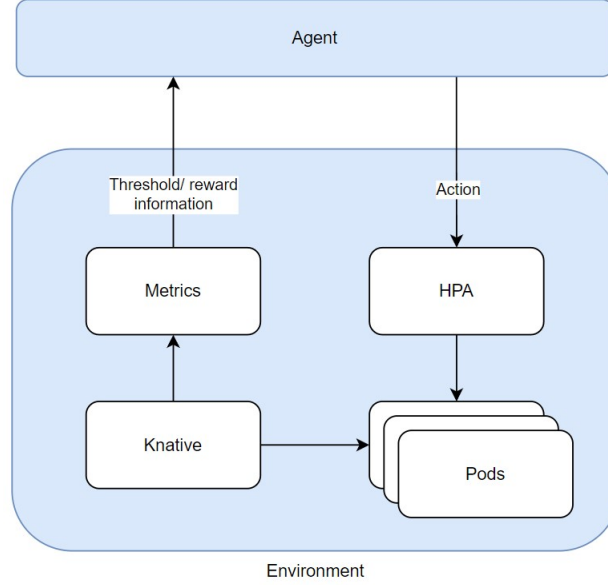 Agent
Threshold/ reward
information
Action
Metrics
HPA
Knative
Pods
Environment